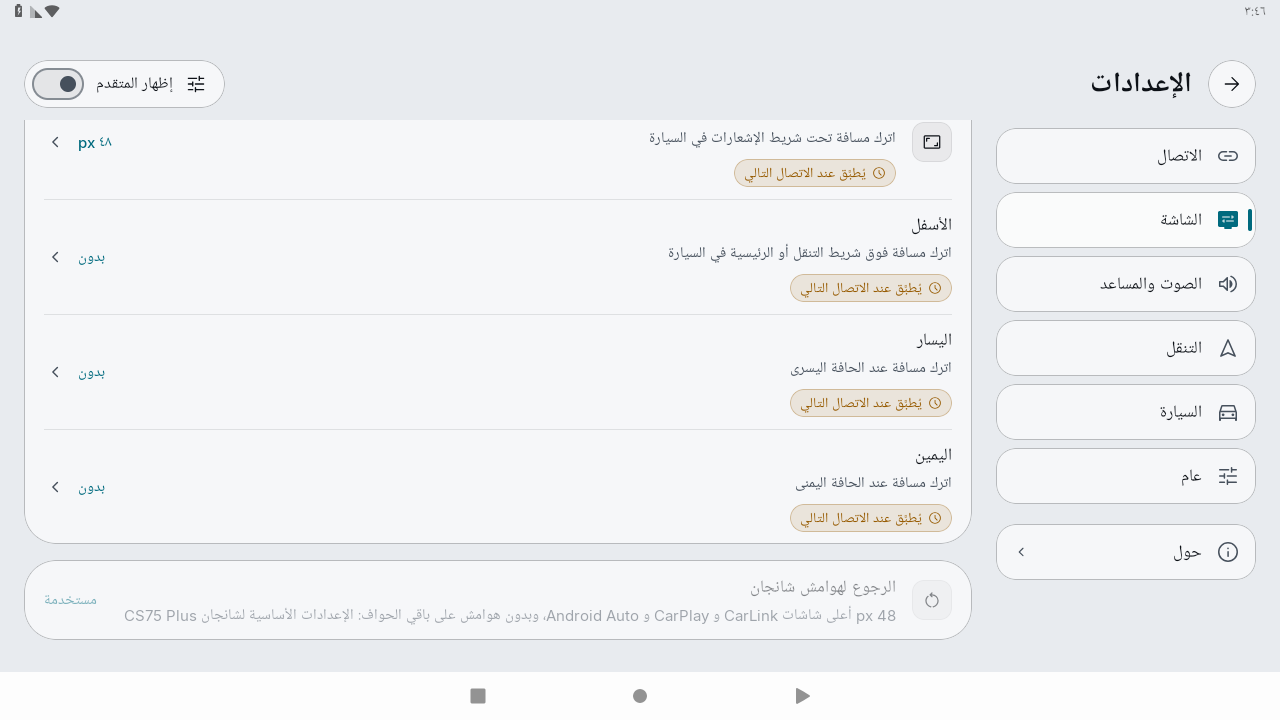 ٣:٤٦
الإعدادات
إظهار المتقدم
الاتصال
الشاشة
الصوت والمساعد
التنقل
السيارة
عام
حول
اترك مسافة تحت شريط الإشعارات في السيارة
يُطبَّق عند الاتصال التالي
٤٨ px
الأسفل
اترك مسافة فوق شريط التنقل أو الرئيسية في السيارة
يُطبَّق عند الاتصال التالي
بدون
اليسار
اترك مسافة عند الحافة اليسرى
يُطبَّق عند الاتصال التالي
بدون
اليمين
اترك مسافة عند الحافة اليمنى
يُطبَّق عند الاتصال التالي
بدون
الرجوع لهوامش شانجان
48 px أعلى شاشات CarLink و CarPlay و Android Auto، وبدون هوامش على باقي الحواف: الإعدادات الأساسية لشانجان CS75 Plus
مستخدمة